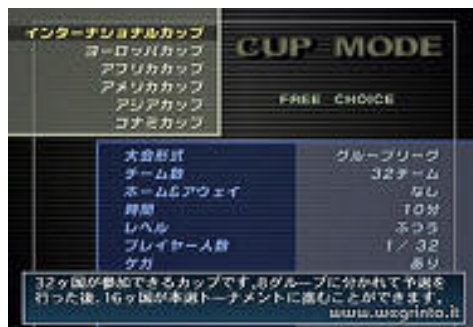 インターナショナルカップ
ヨーロッパカップ
アフリカカップ
アメリカカップ
アジアカップ
コナミカップ
CUP MODE
FREE CHOICE
大会形式 グループリーグ
チーム数 32チーム
ホーム&アウェイ なし
時間 10分
レベル ふつう
プレイヤー人数 1/32
ケガ あり
32ヶ国が参加できるカップです。8グループに分かれて予選を
行った後、16ヶ国が本選トーナメントに進むことができます。
www.wegrinta.it